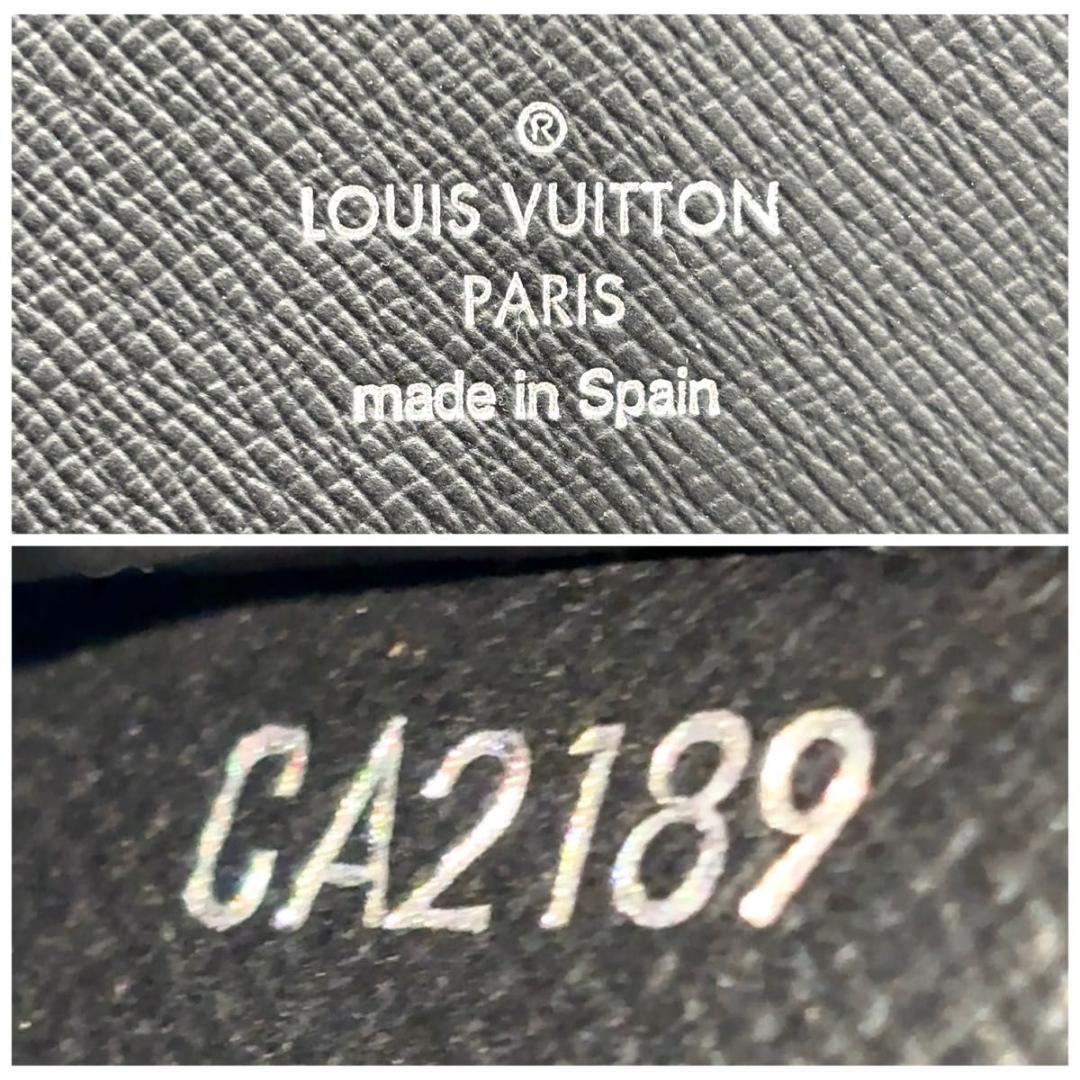 ®
LOUIS VUITTON
PARIS
made in Spain
CA2189